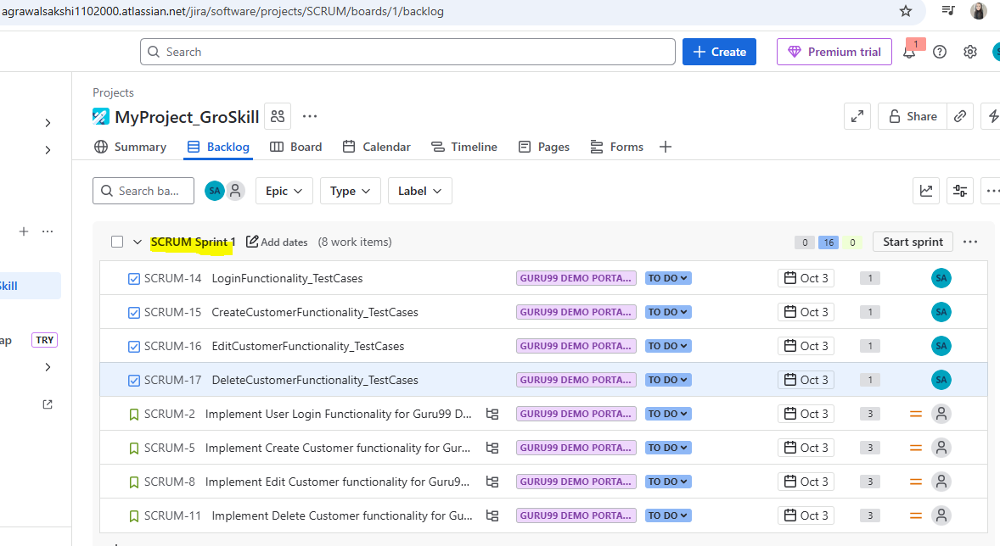 agrawalsakshi1102000.atlassian.net/jira/software/projects/SCRUM/boards/1/backlog
Search
+ Create
Premium trial
1
Projects
MyProject_GroSkill
Share
Summary Backlog Board Calendar Timeline Pages Forms
Search ba... SA Epic Type Label
SCRUM Sprint 1 Add dates (8 work items) 0 16 0 Start sprint
SCRUM-14 LoginFunctionality_TestCases GURU99 DEMO PORTA... TO DO Oct 3 1 SA
SCRUM-15 CreateCustomerFunctionality_TestCases GURU99 DEMO PORTA... TO DO Oct 3 1 SA
SCRUM-16 EditCustomerFunctionality_TestCases GURU99 DEMO PORTA... TO DO Oct 3 1 SA
SCRUM-17 DeleteCustomerFunctionality_TestCases GURU99 DEMO PORTA... TO DO Oct 3 1 SA
SCRUM-2 Implement User Login Functionality for Guru99 D... GURU99 DEMO PORTA... TO DO Oct 3 3
SCRUM-5 Implement Create Customer functionality for Gur... GURU99 DEMO PORTA... TO DO Oct 3 3
SCRUM-8 Implement Edit Customer functionality for Guru9... GURU99 DEMO PORTA... TO DO Oct 3 3
SCRUM-11 Implement Delete Customer functionality for Gu... GURU99 DEMO PORTA... TO DO Oct 3 3
kill
ap TRY